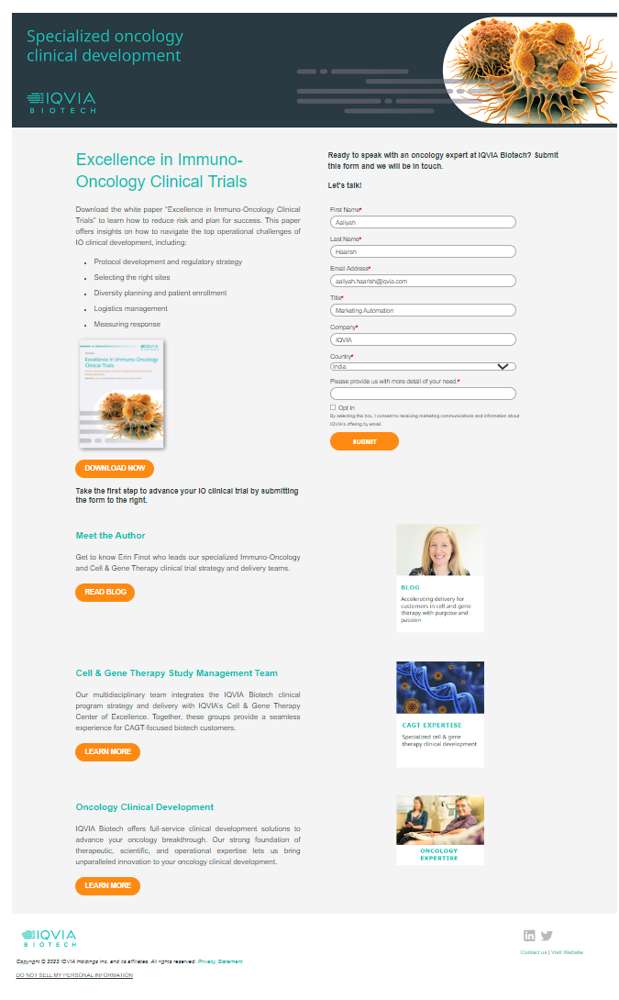 Specialized oncology
clinical development
IQVIA
BIOTECH
Excellence in Immuno-
Oncology Clinical Trials
Download the white paper “Excellence in Immuno-Oncology Clinical
Trials” to learn how to reduce risk and plan for success. This paper
offers insights on how to navigate the top operational challenges of
IO clinical development, including:
• Protocol development and regulatory strategy
• Selecting the right sites
• Diversity planning and patient enrollment
• Logistics management
• Measuring response
IQVIA
BIOTECH
Excellence in Immuno-Oncology
Clinical Trials
DOWNLOAD NOW
Take the first step to advance your IO clinical trial by submitting
the form to the right.
Ready to speak with an oncology expert at IQVIA Biotech? Submit
this form and we will be in touch.
Let's talk!
First Name*
Aaliyah
Last Name*
Haarish
Email Address*
aaliyah.haarish@iqvia.com
Title*
Marketing Automation
Company*
IQVIA
Country*
India
Please provide us with more detail of your need.*
Opt In
By selecting this box, I consent to receiving marketing communications and information about
IQVIA's offering by email.
SUBMIT
Meet the Author
Get to know Erin Finot who leads our specialized Immuno-Oncology
and Cell & Gene Therapy clinical trial strategy and delivery teams.
READ BLOG
BLOG
Accelerating delivery for
customers in cell and gene
therapy with purpose and
passion
Cell & Gene Therapy Study Management Team
Our multidisciplinary team integrates the IQVIA Biotech clinical
program strategy and delivery with IQVIA's Cell & Gene Therapy
Center of Excellence. Together, these groups provide a seamless
experience for CAGT-focused biotech customers.
LEARN MORE
CAGT EXPERTISE
Specialized cell & gene
therapy clinical development
Oncology Clinical Development
IQVIA Biotech offers full-service clinical development solutions to
advance your oncology breakthrough. Our strong foundation of
therapeutic, scientific, and operational expertise lets us bring
unparalleled innovation to your oncology clinical development.
LEARN MORE
ONCOLOGY
EXPERTISE
IQVIA
BIOTECH
Copyright © 2023 IQVIA Holdings Inc. and its affiliates. All rights reserved. Privacy Statement
DO NOT SELL MY PERSONAL INFORMATION
in
Contact us | Visit Website